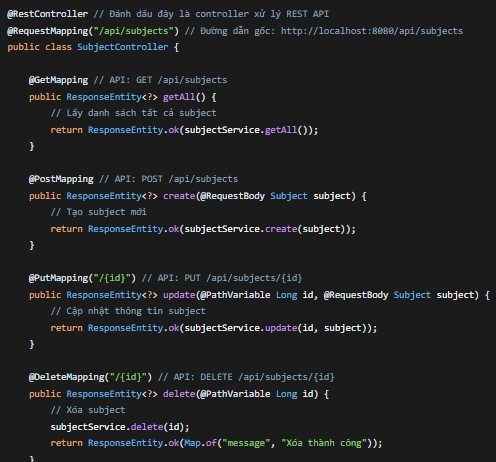 @RestController // Đánh dấu đây là controller xử lý REST API
@RequestMapping("/api/subjects") // Đường dẫn gốc: http://localhost:8080/api/subjects
public class SubjectController {
@GetMapping // API: GET /api/subjects
public ResponseEntity<?> getAll() {
// Lấy danh sách tất cả subject
return ResponseEntity.ok(subjectService.getAll());
}
@PostMapping // API: POST /api/subjects
public ResponseEntity<?> create(@RequestBody Subject subject) {
// Tạo subject mới
return ResponseEntity.ok(subjectService.create(subject));
}
@PutMapping("/{id}") // API: PUT /api/subjects/{id}
public ResponseEntity<?> update(@PathVariable Long id, @RequestBody Subject subject) {
// Cập nhật thông tin subject
return ResponseEntity.ok(subjectService.update(id, subject));
}
@DeleteMapping("/{id}") // API: DELETE /api/subjects/{id}
public ResponseEntity<?> delete(@PathVariable Long id) {
// Xóa subject
subjectService.delete(id);
return ResponseEntity.ok(Map.of("message", "Xóa thành công"));
}